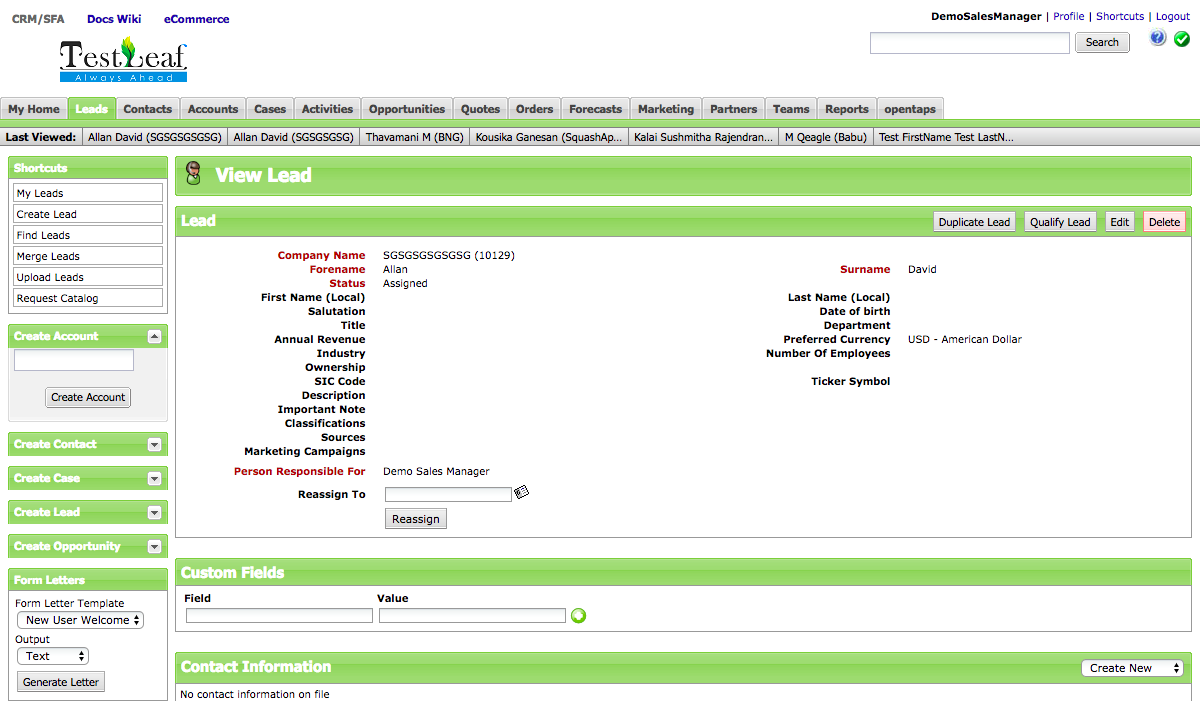 CRM/SFA Docs Wiki eCommerce
DemoSalesManager | Profile | Shortcuts | Logout
TestLeaf
Always Ahead
Search
My Home Leads Contacts Accounts Cases Activities Opportunities Quotes Orders Forecasts Marketing Partners Teams Reports opentaps
Last Viewed: Allan David (SGSGSGSGSG) Allan David (SGSGSGSG) Thavamani M (BNG) Kousika Ganesan (SquashAp... Kalai Sushmitha Rajendran... M Qeagle (Babu) Test FirstName Test LastN...
Shortcuts
My Leads
Create Lead
Find Leads
Merge Leads
Upload Leads
Request Catalog
Create Account
Create Account
Create Contact
Create Case
Create Lead
Create Opportunity
Form Letters
Form Letter Template
New User Welcome
Output
Text
Generate Letter
View Lead
Lead
Duplicate Lead Qualify Lead Edit Delete
Company Name SGSGSGSGSGSG (10129)
Forename Allan Surname David
Status Assigned
First Name (Local) Last Name (Local)
Salutation Date of birth
Title Department
Annual Revenue Preferred Currency USD - American Dollar
Industry Number Of Employees
Ownership
SIC Code Ticker Symbol
Description
Important Note
Classifications
Sources
Marketing Campaigns
Person Responsible For Demo Sales Manager
Reassign To
Reassign
Custom Fields
Field Value
Contact Information
Create New
No contact information on file